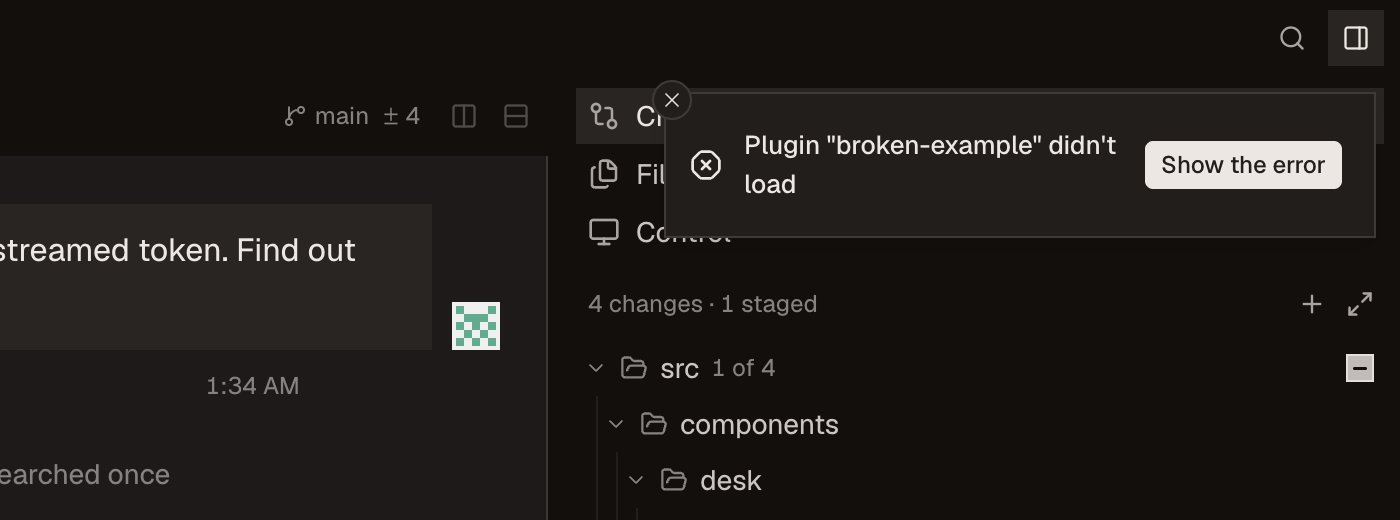 main ± 4
Plugin "broken-example" didn't
load
Show the error
Control
streamed token. Find out
4 changes · 1 staged
1:34 AM
src 1 of 4
components
earched once
desk